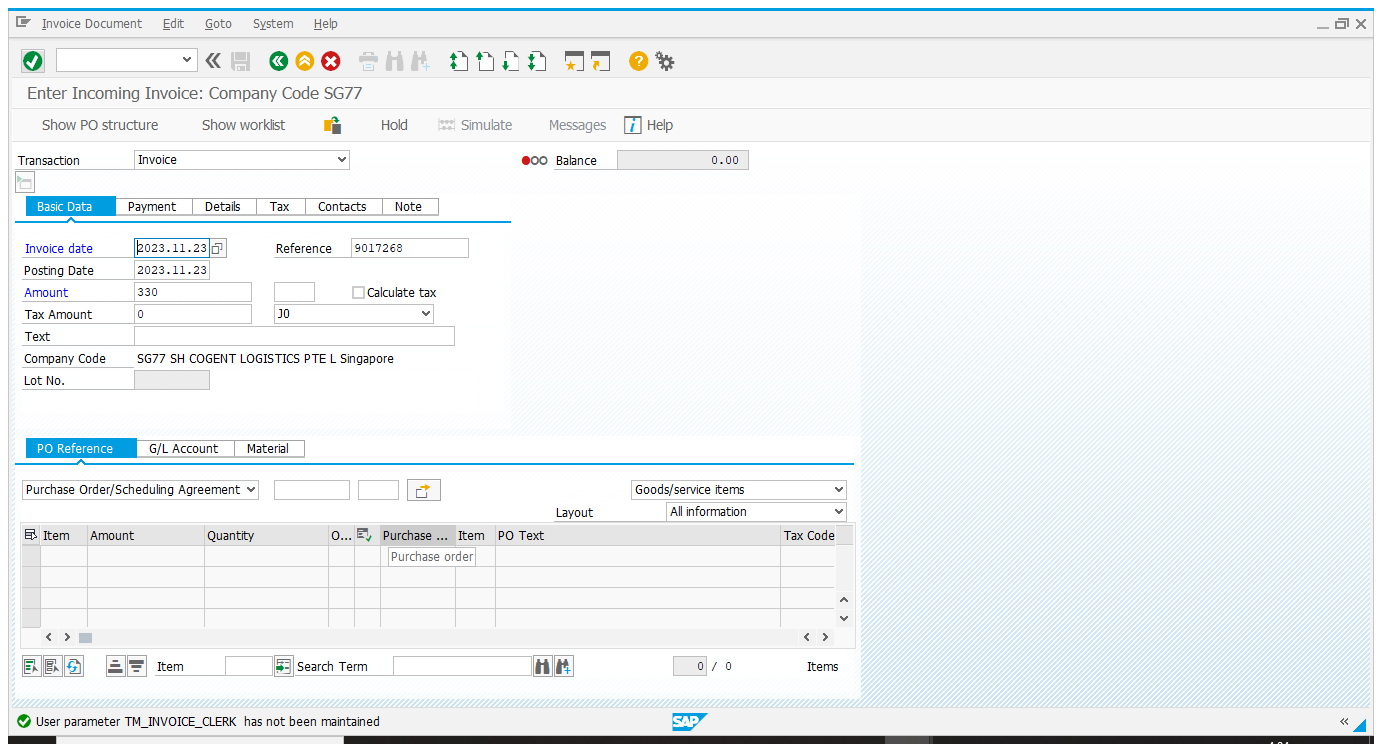 Invoice Document Edit Goto System Help
Enter Incoming Invoice: Company Code SG77
Show PO structure Show worklist Hold Simulate Messages Help
Transaction Invoice Balance 0.00
Basic Data Payment Details Tax Contacts Note
Invoice date 2023.11.23 Reference 9017268
Posting Date 2023.11.23
Amount 330 Calculate tax
Tax Amount 0 J0
Text
Company Code SG77 SH COGENT LOGISTICS PTE L Singapore
Lot No.
PO Reference G/L Account Material
Purchase Order/Scheduling Agreement Goods/service items
Layout All information
Item Amount Quantity O... Purchase ... Item PO Text Tax Code
Purchase order
Item Search Term 0 / 0 Items
User parameter TM_INVOICE_CLERK has not been maintained SAP